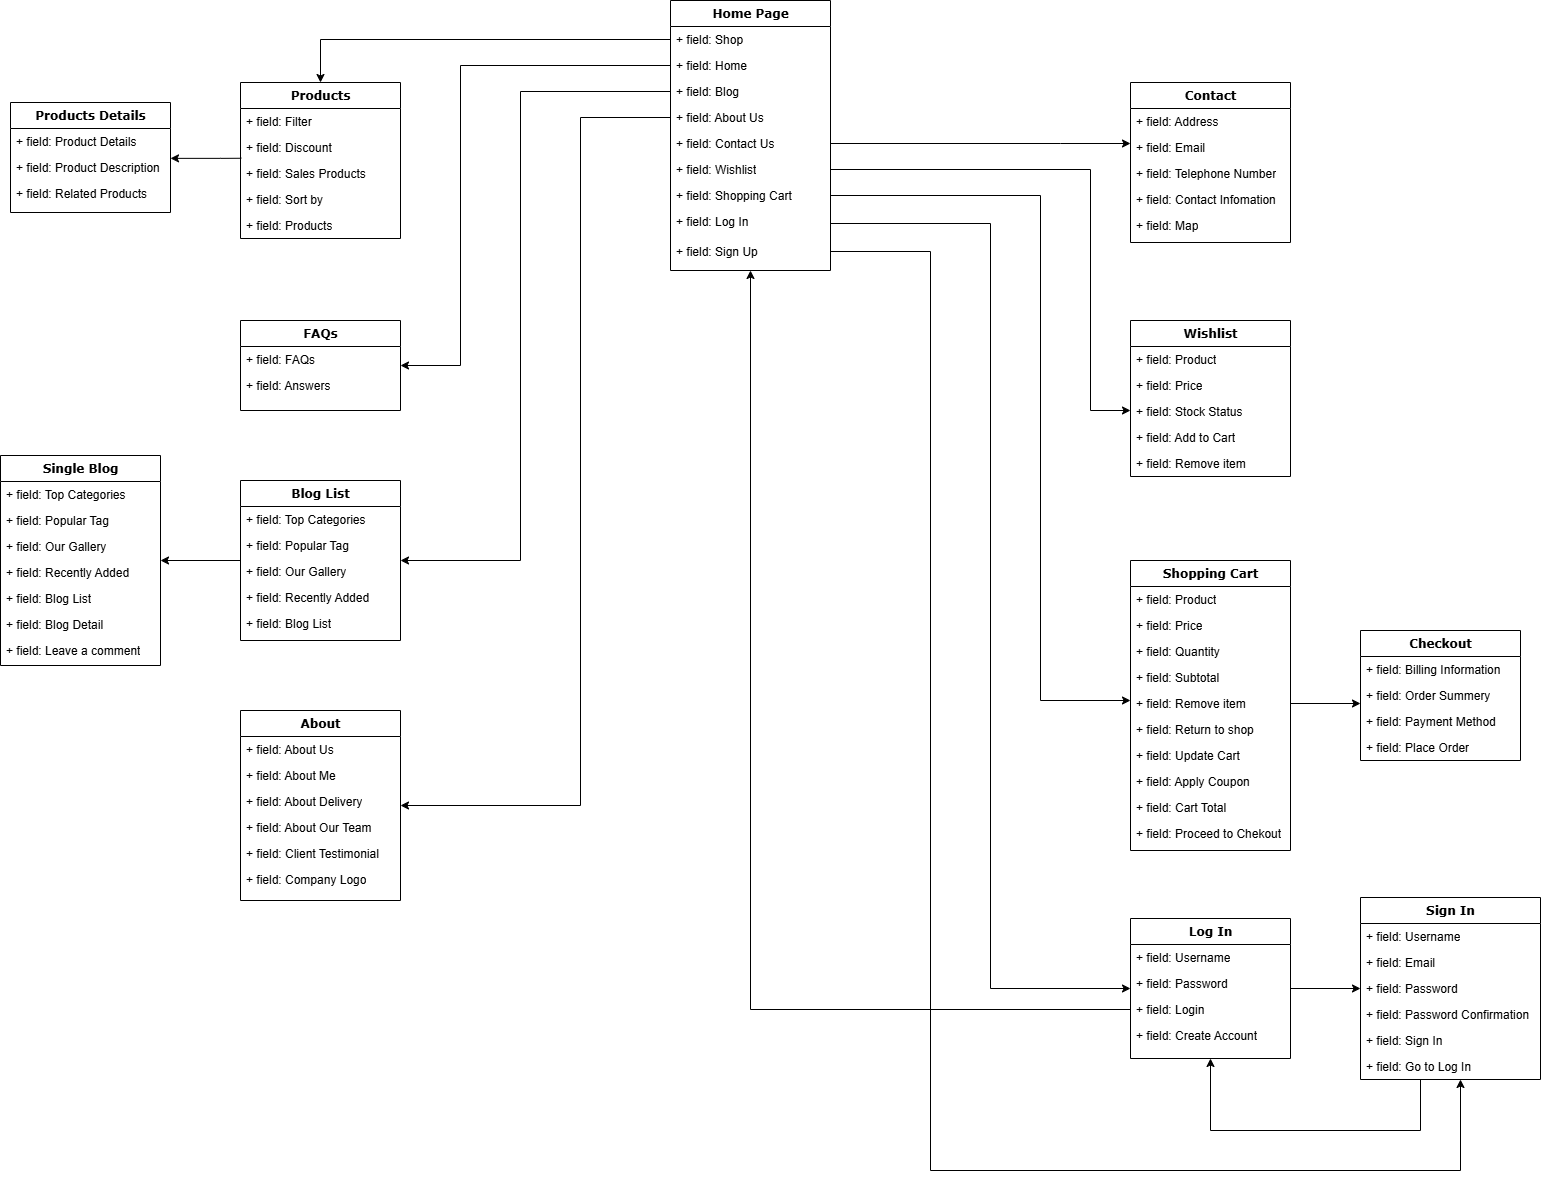 Home Page
+ field: Shop
+ field: Home
+ field: Blog
+ field: About Us
+ field: Contact Us
+ field: Wishlist
+ field: Shopping Cart
+ field: Log In
+ field: Sign Up
Products
+ field: Filter
+ field: Discount
+ field: Sales Products
+ field: Sort by
+ field: Products
Products Details
+ field: Product Details
+ field: Product Description
+ field: Related Products
FAQs
+ field: FAQs
+ field: Answers
Blog List
+ field: Top Categories
+ field: Popular Tag
+ field: Our Gallery
+ field: Recently Added
+ field: Blog List
Single Blog
+ field: Top Categories
+ field: Popular Tag
+ field: Our Gallery
+ field: Recently Added
+ field: Blog List
+ field: Blog Detail
+ field: Leave a comment
About
+ field: About Us
+ field: About Me
+ field: About Delivery
+ field: About Our Team
+ field: Client Testimonial
+ field: Company Logo
Contact
+ field: Address
+ field: Email
+ field: Telephone Number
+ field: Contact Infomation
+ field: Map
Wishlist
+ field: Product
+ field: Price
+ field: Stock Status
+ field: Add to Cart
+ field: Remove item
Shopping Cart
+ field: Product
+ field: Price
+ field: Quantity
+ field: Subtotal
+ field: Remove item
+ field: Return to shop
+ field: Update Cart
+ field: Apply Coupon
+ field: Cart Total
+ field: Proceed to Chekout
Checkout
+ field: Billing Information
+ field: Order Summery
+ field: Payment Method
+ field: Place Order
Log In
+ field: Username
+ field: Password
+ field: Login
+ field: Create Account
Sign In
+ field: Username
+ field: Email
+ field: Password
+ field: Password Confirmation
+ field: Sign In
+ field: Go to Log In